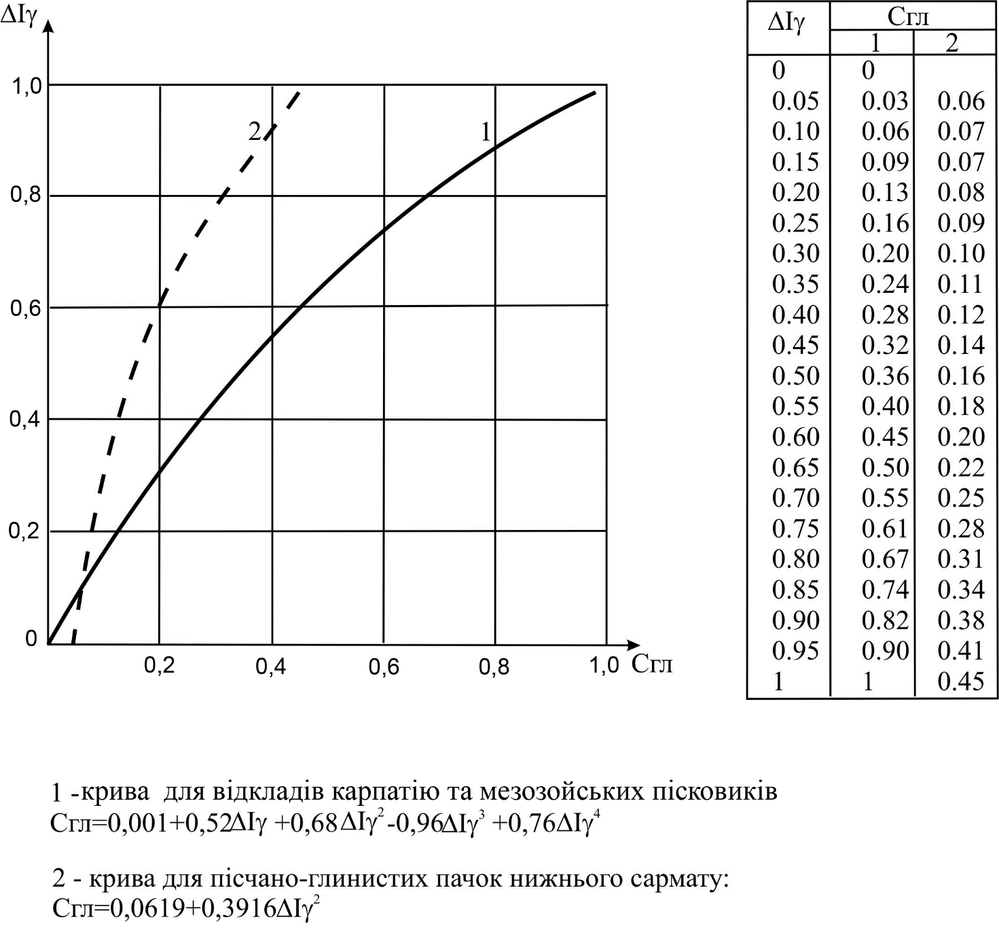 ΔIγ
1,0
0,8
0,6
0,4
0,2
0
2
1
0,2 0,4 0,6 0,8 1,0 Сгл
ΔIγ Сгл
1 2
0 0
0.05 0.03 0.06
0.10 0.06 0.07
0.15 0.09 0.07
0.20 0.13 0.08
0.25 0.16 0.09
0.30 0.20 0.10
0.35 0.24 0.11
0.40 0.28 0.12
0.45 0.32 0.14
0.50 0.36 0.16
0.55 0.40 0.18
0.60 0.45 0.20
0.65 0.50 0.22
0.70 0.55 0.25
0.75 0.61 0.28
0.80 0.67 0.31
0.85 0.74 0.34
0.90 0.82 0.38
0.95 0.90 0.41
1 1 0.45
1 -крива для відкладів карпатію та мезозойських пісковиків
Сгл=0,001+0,52ΔIγ +0,68ΔIγ²-0,96ΔIγ³ +0,76ΔIγ⁴
2 - крива для пісчано-глинистих пачок нижнього сармату:
Сгл=0,0619+0,3916ΔIγ²